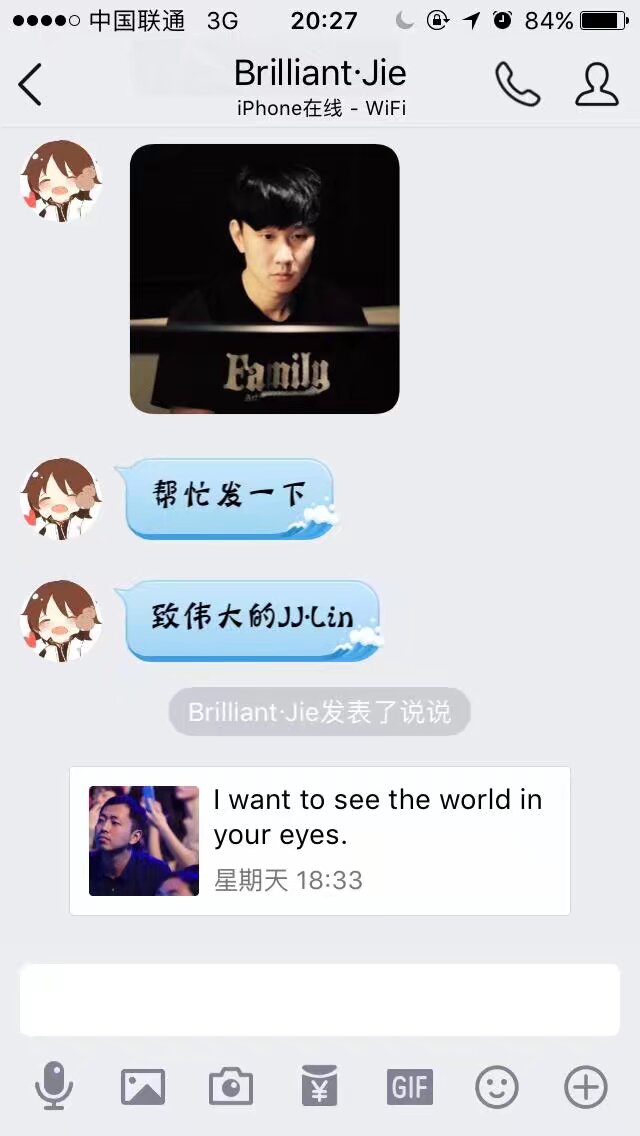 中国联通 3G 20:27 84%
Brilliant·Jie
iPhone在线 - WiFi
Family
帮忙发一下
致伟大的JJ·Lin
Brilliant·Jie发表了说说
I want to see the world in
your eyes.
星期天 18:33
¥
GIF